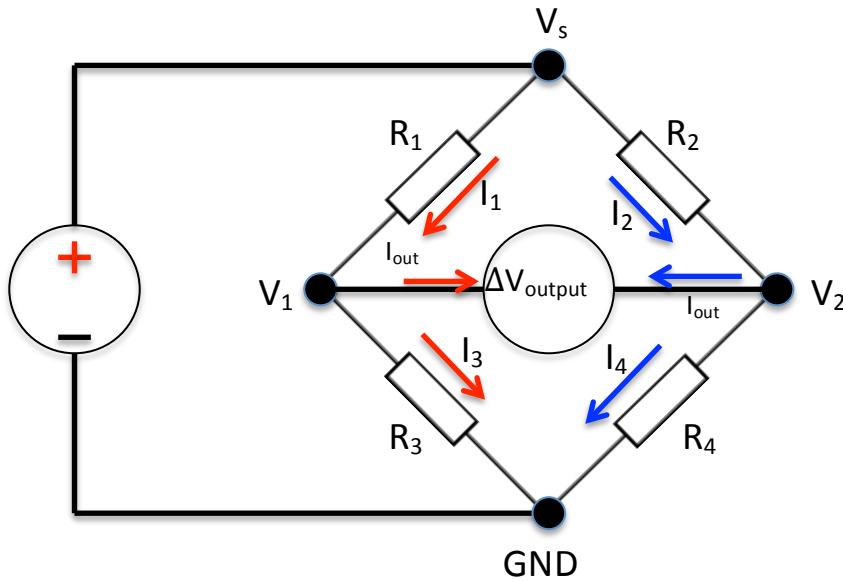 Vₛ
R₁
R₂
I₁
I₂
Iₒᵤₜ
+
V₁
ΔVₒᵤₜₚᵤₜ
V₂
Iₒᵤₜ
−
I₃
I₄
R₃
R₄
GND